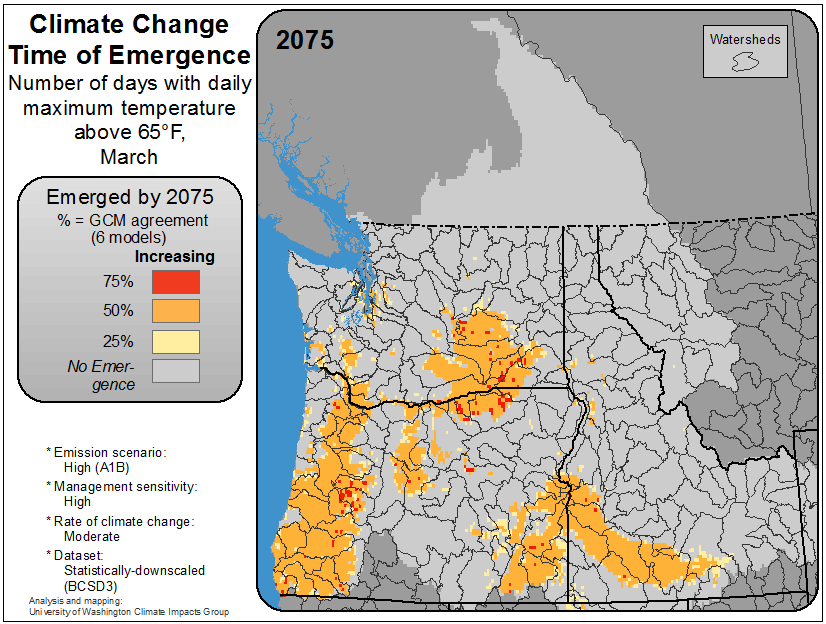 Climate Change
Time of Emergence
Number of days with daily
maximum temperature
above 65°F,
March
Emerged by 2075
% = GCM agreement
(6 models)
Increasing
75%
50%
25%
No Emer-
gence
* Emission scenario:
High (A1B)
* Management sensitivity:
High
* Rate of climate change:
Moderate
* Dataset:
Statistically-downscaled
(BCSD3)
Analysis and mapping:
University of Washington Climate Impacts Group
2075
Watersheds